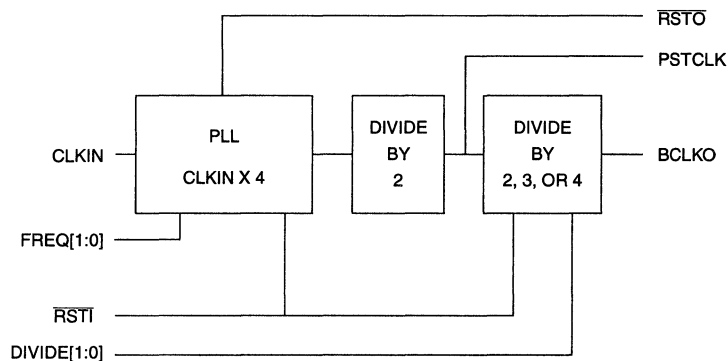 RSTO
PSTCLK
CLKIN
PLL
CLKIN X 4
DIVIDE
BY
2
DIVIDE
BY
2, 3, OR 4
BCLKO
FREQ[1:0]
RSTI
DIVIDE[1:0]